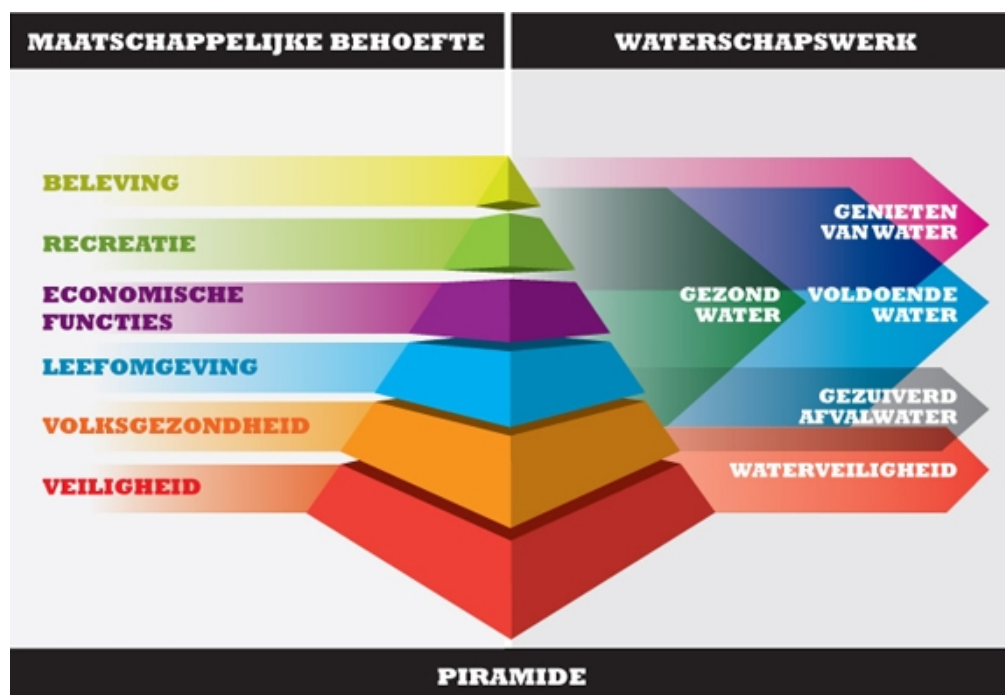 MAATSCHAPPELIJKE BEHOEFTE
WATERSCHAPSWERK
BELEVING
RECREATIE
ECONOMISCHE
FUNCTIES
LEEFOMGEVING
VOLKSGEZONDHEID
VEILIGHEID
GENIETEN
VAN WATER
GEZOND
WATER
VOLDOENDE
WATER
GEZUIVERD
AFVALWATER
WATERVEILIGHEID
PIRAMIDE